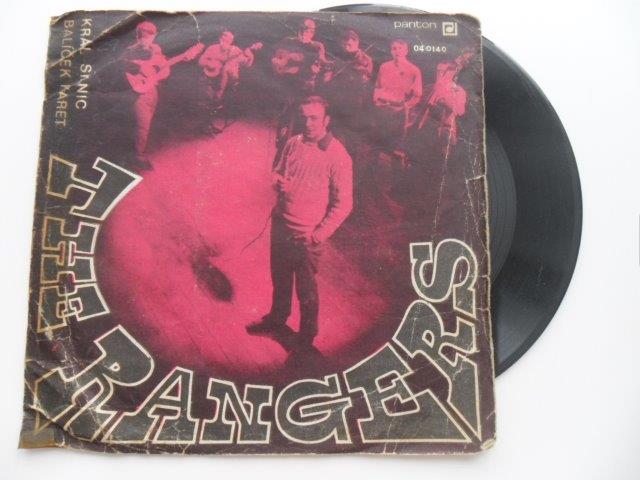 panton
04 0140
KRÁL SILNIC
BALÍČEK KARET
THE RANGERS